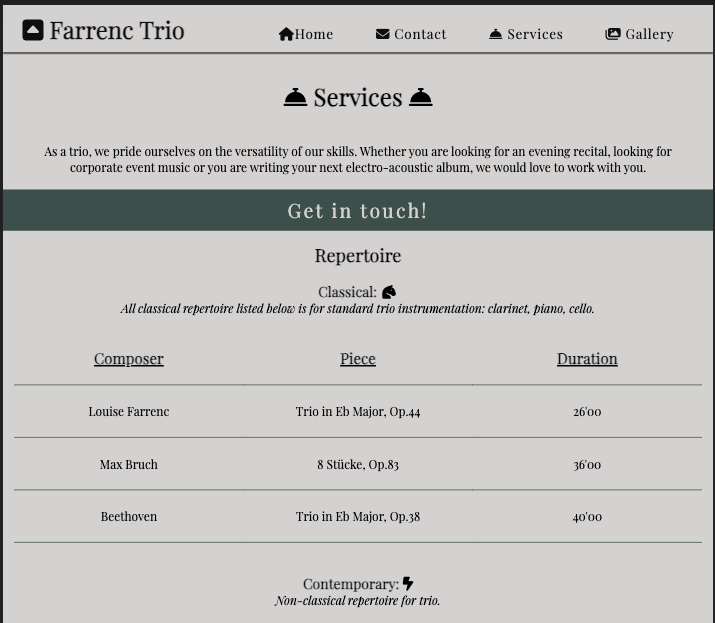 Farrenc Trio
Home Contact Services Gallery
Services
As a trio, we pride ourselves on the versatility of our skills. Whether you are looking for an evening recital, looking for
corporate event music or you are writing your next electro-acoustic album, we would love to work with you.
Get in touch!
Repertoire
Classical:
All classical repertoire listed below is for standard trio instrumentation: clarinet, piano, cello.
Composer Piece Duration
Louise Farrenc Trio in Eb Major, Op.44 26'00
Max Bruch 8 Stücke, Op.83 36'00
Beethoven Trio in Eb Major, Op.38 40'00
Contemporary:
Non-classical repertoire for trio.